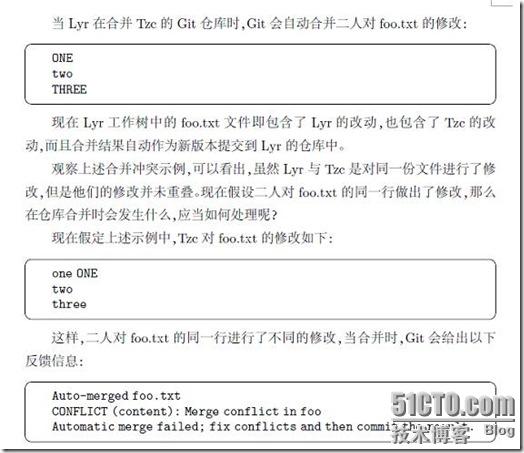 当 Lyr 在合并 Tzc 的 Git 仓库时,Git 会自动合并二人对 foo.txt 的修改:
ONE
two
THREE
现在 Lyr 工作树中的 foo.txt 文件即包含了 Lyr 的改动,也包含了 Tzc 的改
动,而且合并结果自动作为新版本提交到 Lyr 的仓库中。
观察上述合并冲突示例,可以看出,虽然 Lyr 与 Tzc 是对同一份文件进行了修
改,但是他们的修改并未重叠。现在假设二人对 foo.txt 的同一行做出了修改,那么
在仓库合并时会发生什么,应当如何处理呢?
现在假定上述示例中,Tzc 对 foo.txt 的修改如下:
one ONE
two
three
这样,二人对 foo.txt 的同一行进行了不同的修改,当合并时,Git 会给出以下
反馈信息:
Auto-merged foo.txt
CONFLICT (content): Merge conflict in foo
Automatic merge failed; fix conflicts and then commit the
51CTO.com
技术博客 Blog